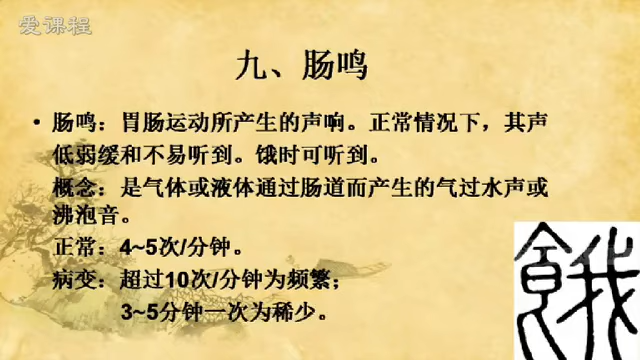 爱课程
九、肠鸣
• 肠鸣：胃肠运动所产生的声响。正常情况下，其声
低弱缓和不易听到。饿时可听到。
概念：是气体或液体通过肠道而产生的气过水声或
沸泡音。
正常：4~5次/分钟。
病变：超过10次/分钟为频繁；
3~5分钟一次为稀少。
餓